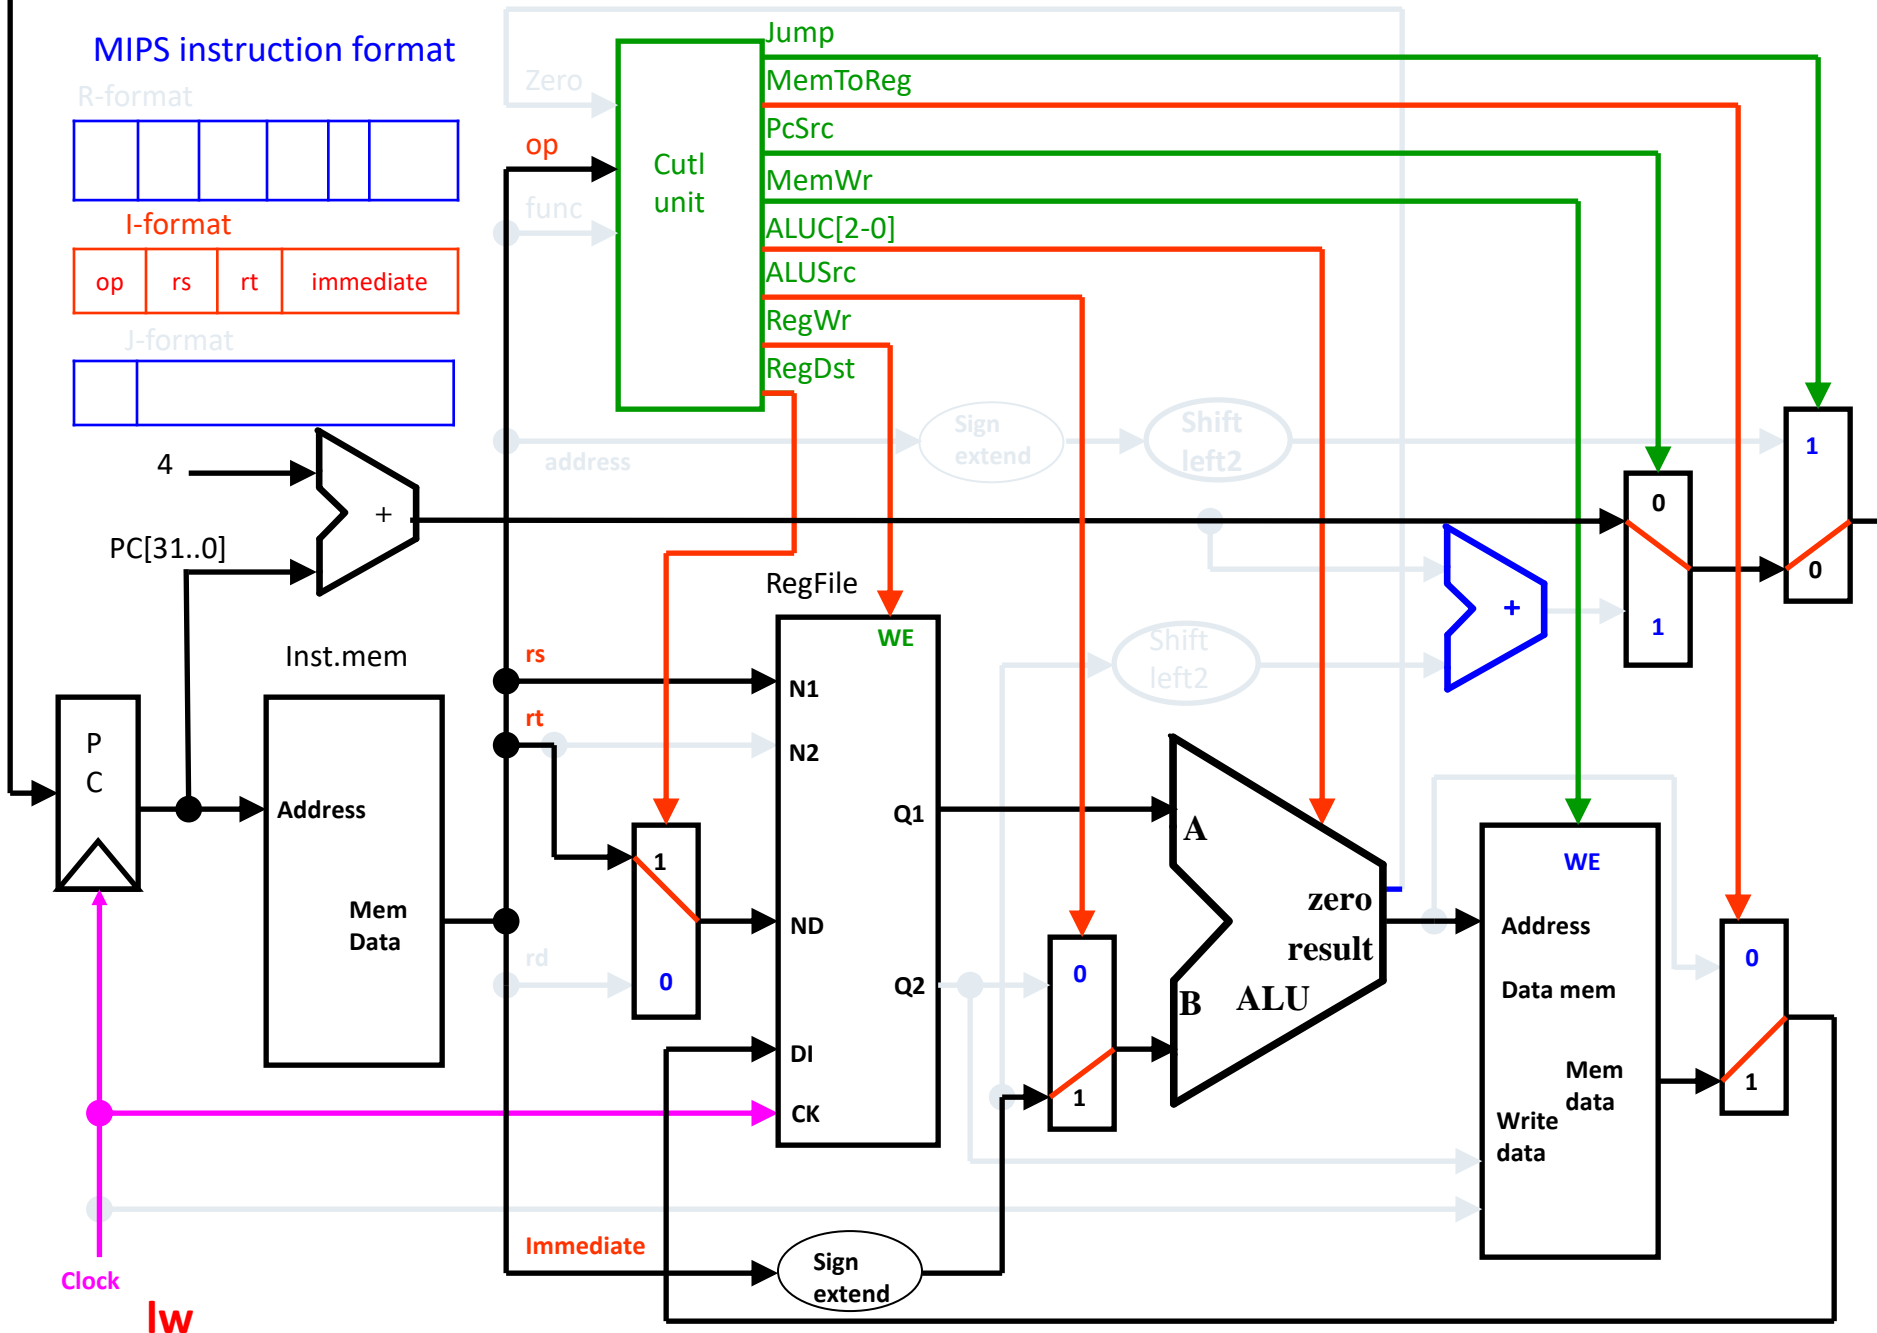 MIPS instruction format
R-format
I-format
op rs rt immediate
J-format
4
+
PC[31..0]
Zero
op
func
Cutl
unit
Jump
MemToReg
PcSrc
MemWr
ALUC[2-0]
ALUSrc
RegWr
RegDst
address
Sign
extend
Shift
left2
1
0
0
1
+
Shift
left2
RegFile
WE
N1
N2
Q1
ND
Q2
DI
CK
rs
rt
rd
1
0
Inst.mem
Address
Mem
Data
P
C
0
1
A
B
zero
result
ALU
WE
Address
Data mem
Mem
data
Write
data
0
1
Immediate
Sign
extend
Clock
lw